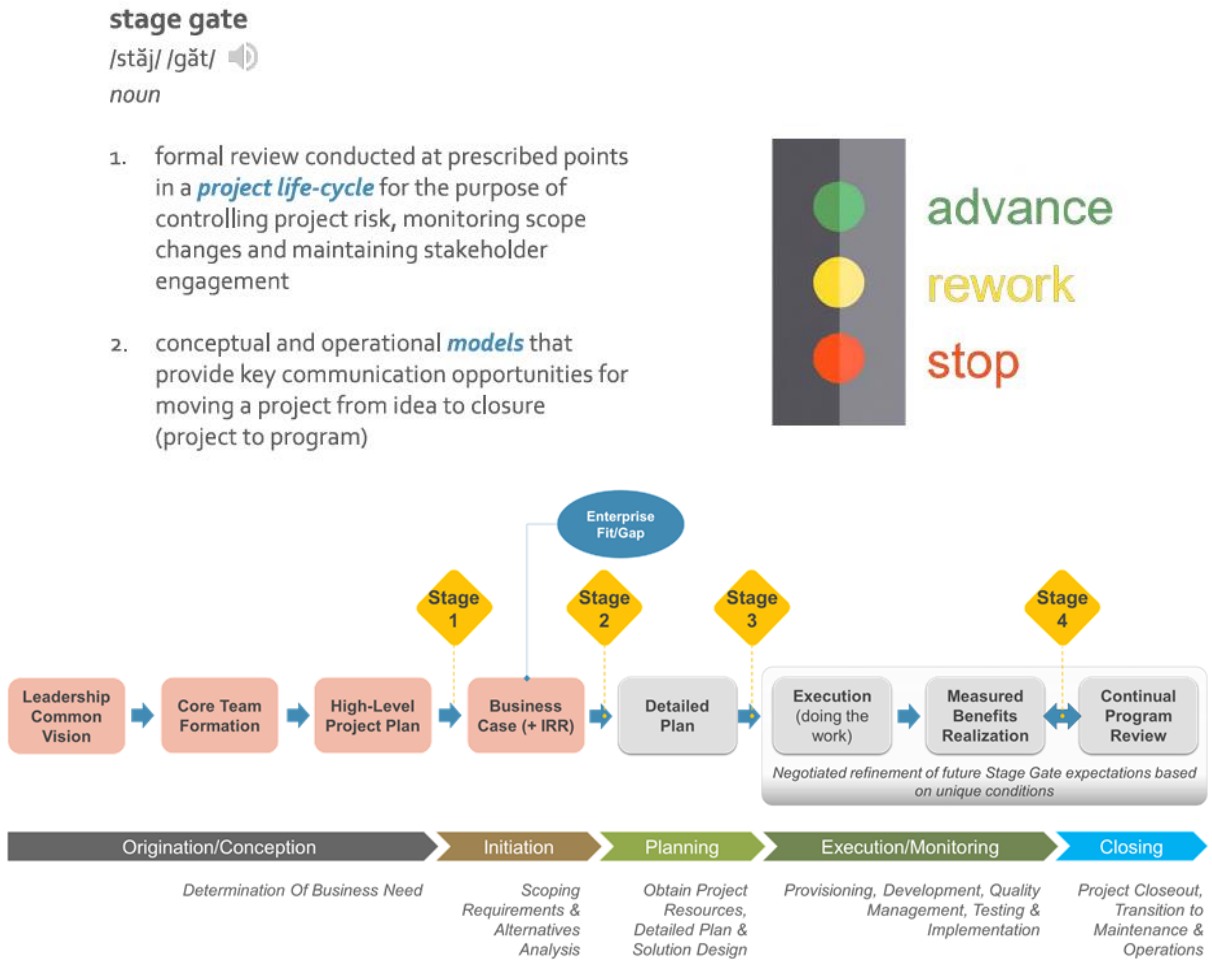 stage gate
/stăj/ /găt/
noun
1. formal review conducted at prescribed points
in a project life-cycle for the purpose of
controlling project risk, monitoring scope
changes and maintaining stakeholder
engagement
2. conceptual and operational models that
provide key communication opportunities for
moving a project from idea to closure
(project to program)
advance
rework
stop
Enterprise
Fit/Gap
Stage
1
Stage
2
Stage
3
Stage
4
Leadership
Common
Vision
Core Team
Formation
High-Level
Project Plan
Business
Case (+ IRR)
Detailed
Plan
Execution
(doing the
work)
Measured
Benefits
Realization
Continual
Program
Review
Negotiated refinement of future Stage Gate expectations based
on unique conditions
Origination/Conception
Initiation
Planning
Execution/Monitoring
Closing
Determination Of Business Need
Scoping
Requirements &
Alternatives
Analysis
Obtain Project
Resources,
Detailed Plan &
Solution Design
Provisioning, Development, Quality
Management, Testing &
Implementation
Project Closeout,
Transition to
Maintenance &
Operations